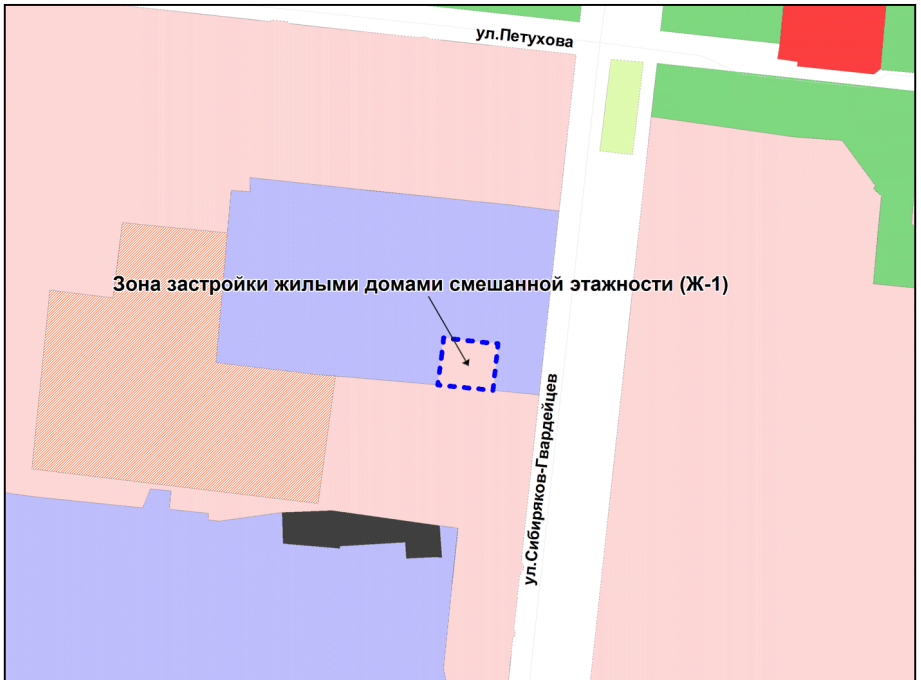 ул.Петухова
Зона застройки жилыми домами смешанной этажности (Ж-1)
ул.Сибиряков-Гвардейцев